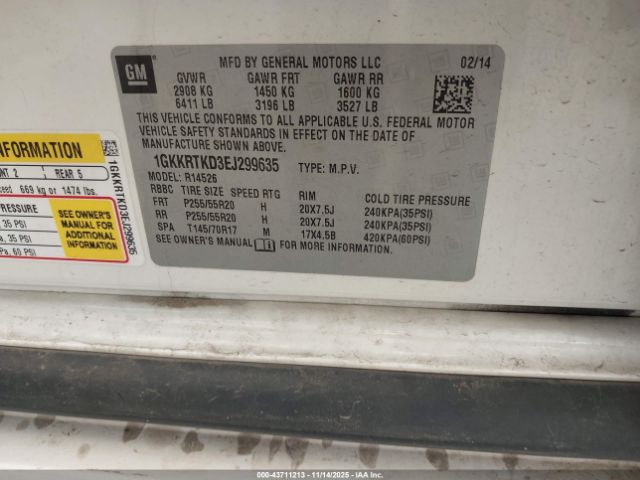 GM
MFD BY GENERAL MOTORS LLC 02/14
GVWR GAWR FRT GAWR RR
2908 KG 1450 KG 1600 KG
6411 LB 3196 LB 3527 LB
THIS VEHICLE CONFORMS TO ALL APPLICABLE U.S. FEDERAL MOTOR
VEHICLE SAFETY STANDARDS IN EFFECT ON THE DATE OF
MANUFACTURE SHOWN ABOVE.
1GKKRTKD3EJ299635 TYPE: M.P.V.
MODEL: R14526
RBBC TIRE SIZE SPEED RTG RIM COLD TIRE PRESSURE
FRT P255/55R20 H 20X7.5J 240KPA(35PSI)
RR P255/55R20 H 20X7.5J 240KPA(35PSI)
SPA T145/70R17 M 17X4.5B 420KPA(60PSI)
SEE OWNER'S MANUAL FOR MORE INFORMATION.
INFORMATION
2 REAR 5
669 kg or 1474 lbs.
PRESSURE
35 PSI
35 PSI
60 PSI
SEE OWNER'S
MANUAL FOR
ADDITIONAL
INFORMATION
1GKKRTKD3EJ299635
000-43711213 - 11/14/2025 - IAAI.COM